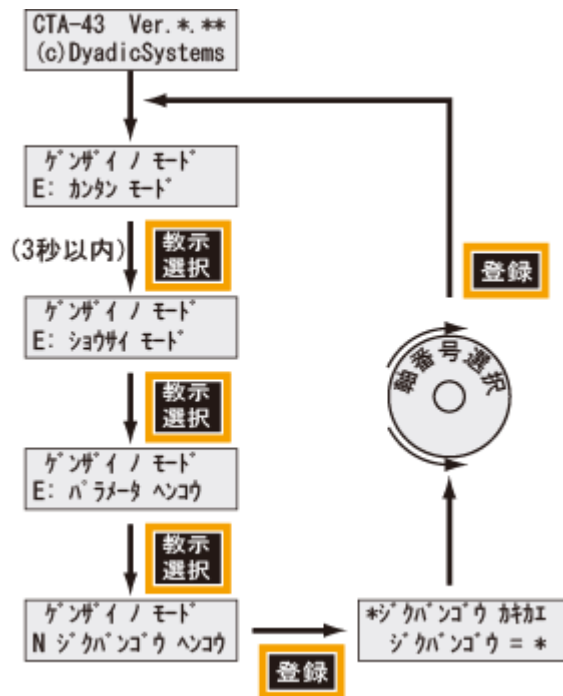 CTA-43 Ver.*.**
(c)DyadicSystems
ｹﾞﾝｻﾞｲ ﾉ ﾓｰﾄﾞ
E: ｶﾝﾀﾝ ﾓｰﾄﾞ
(3秒以内)
教示
選択
ｹﾞﾝｻﾞｲ ﾉ ﾓｰﾄﾞ
E: ｼｮｳｻｲ ﾓｰﾄﾞ
教示
選択
ｹﾞﾝｻﾞｲ ﾉ ﾓｰﾄﾞ
E: ﾊﾟﾗﾒｰﾀ ﾍﾝｺｳ
教示
選択
ｹﾞﾝｻﾞｲ ﾉ ﾓｰﾄﾞ
N ｼﾞｸﾊﾞﾝｺﾞｳ ﾍﾝｺｳ
登録
*ｼﾞｸﾊﾞﾝｺﾞｳ ｶｷｶｴ
ｼﾞｸﾊﾞﾝｺﾞｳ = *
軸番号選択
登録